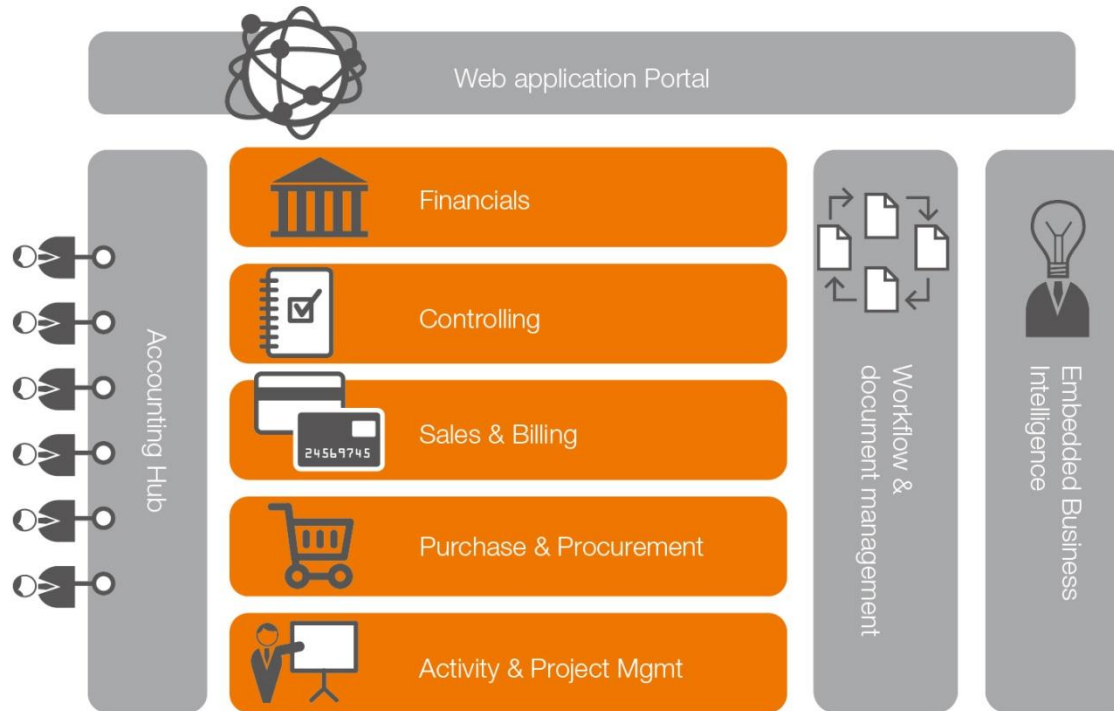 Web application Portal
Accounting Hub
Financials
Controlling
Sales & Billing
24569745
Purchase & Procurement
Activity & Project Mgmt
Workflow &
document management
Embedded Business
Intelligence